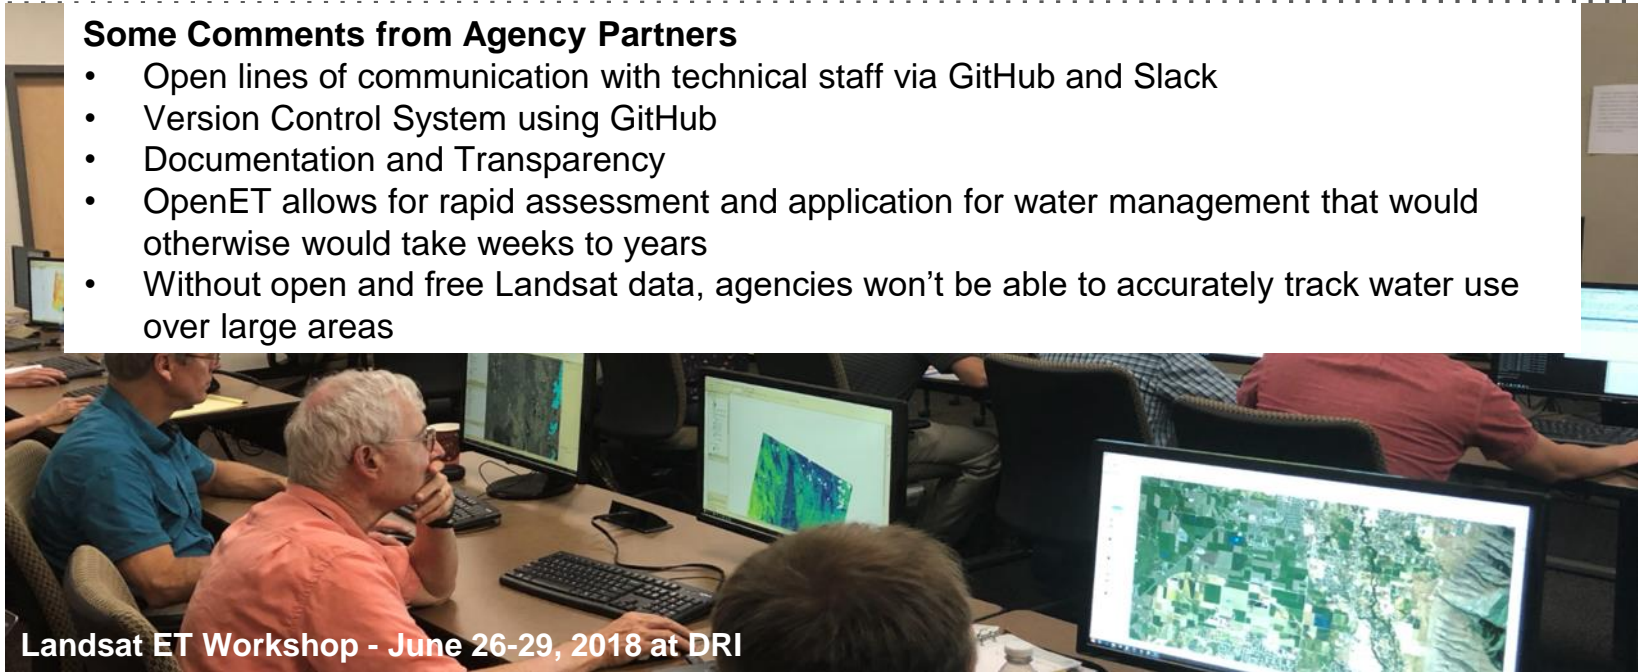 Some Comments from Agency Partners
• Open lines of communication with technical staff via GitHub and Slack
• Version Control System using GitHub
• Documentation and Transparency
• OpenET allows for rapid assessment and application for water management that would
otherwise would take weeks to years
• Without open and free Landsat data, agencies won’t be able to accurately track water use
over large areas
Landsat ET Workshop - June 26-29, 2018 at DRI